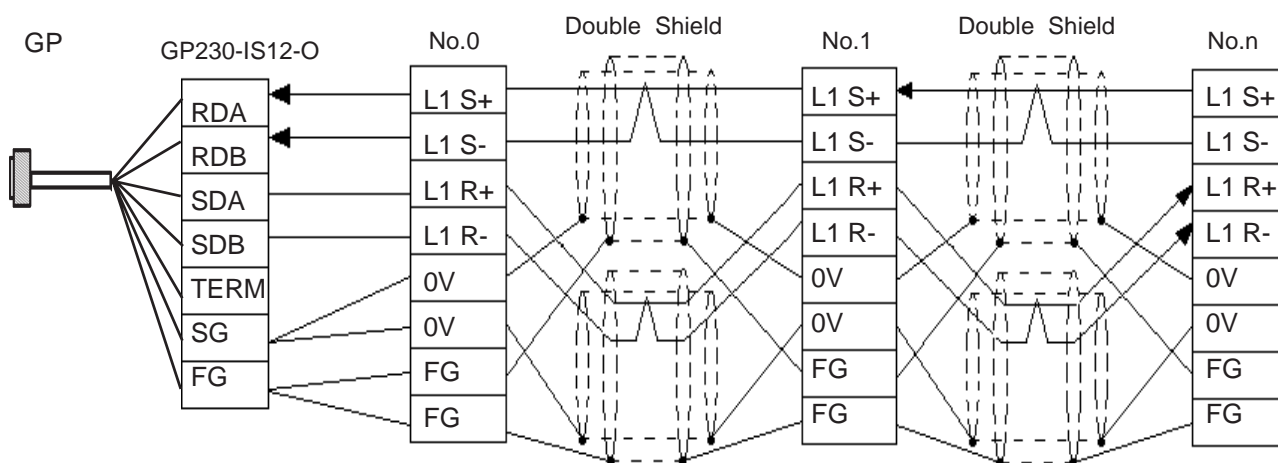 GP
GP230-IS12-O
RDA
RDB
SDA
SDB
TERM
SG
FG
No.0
L1 S+
L1 S-
L1 R+
L1 R-
0V
0V
FG
FG
Double Shield
No.1
L1 S+
L1 S-
L1 R+
L1 R-
0V
0V
FG
FG
Double Shield
No.n
L1 S+
L1 S-
L1 R+
L1 R-
0V
0V
FG
FG